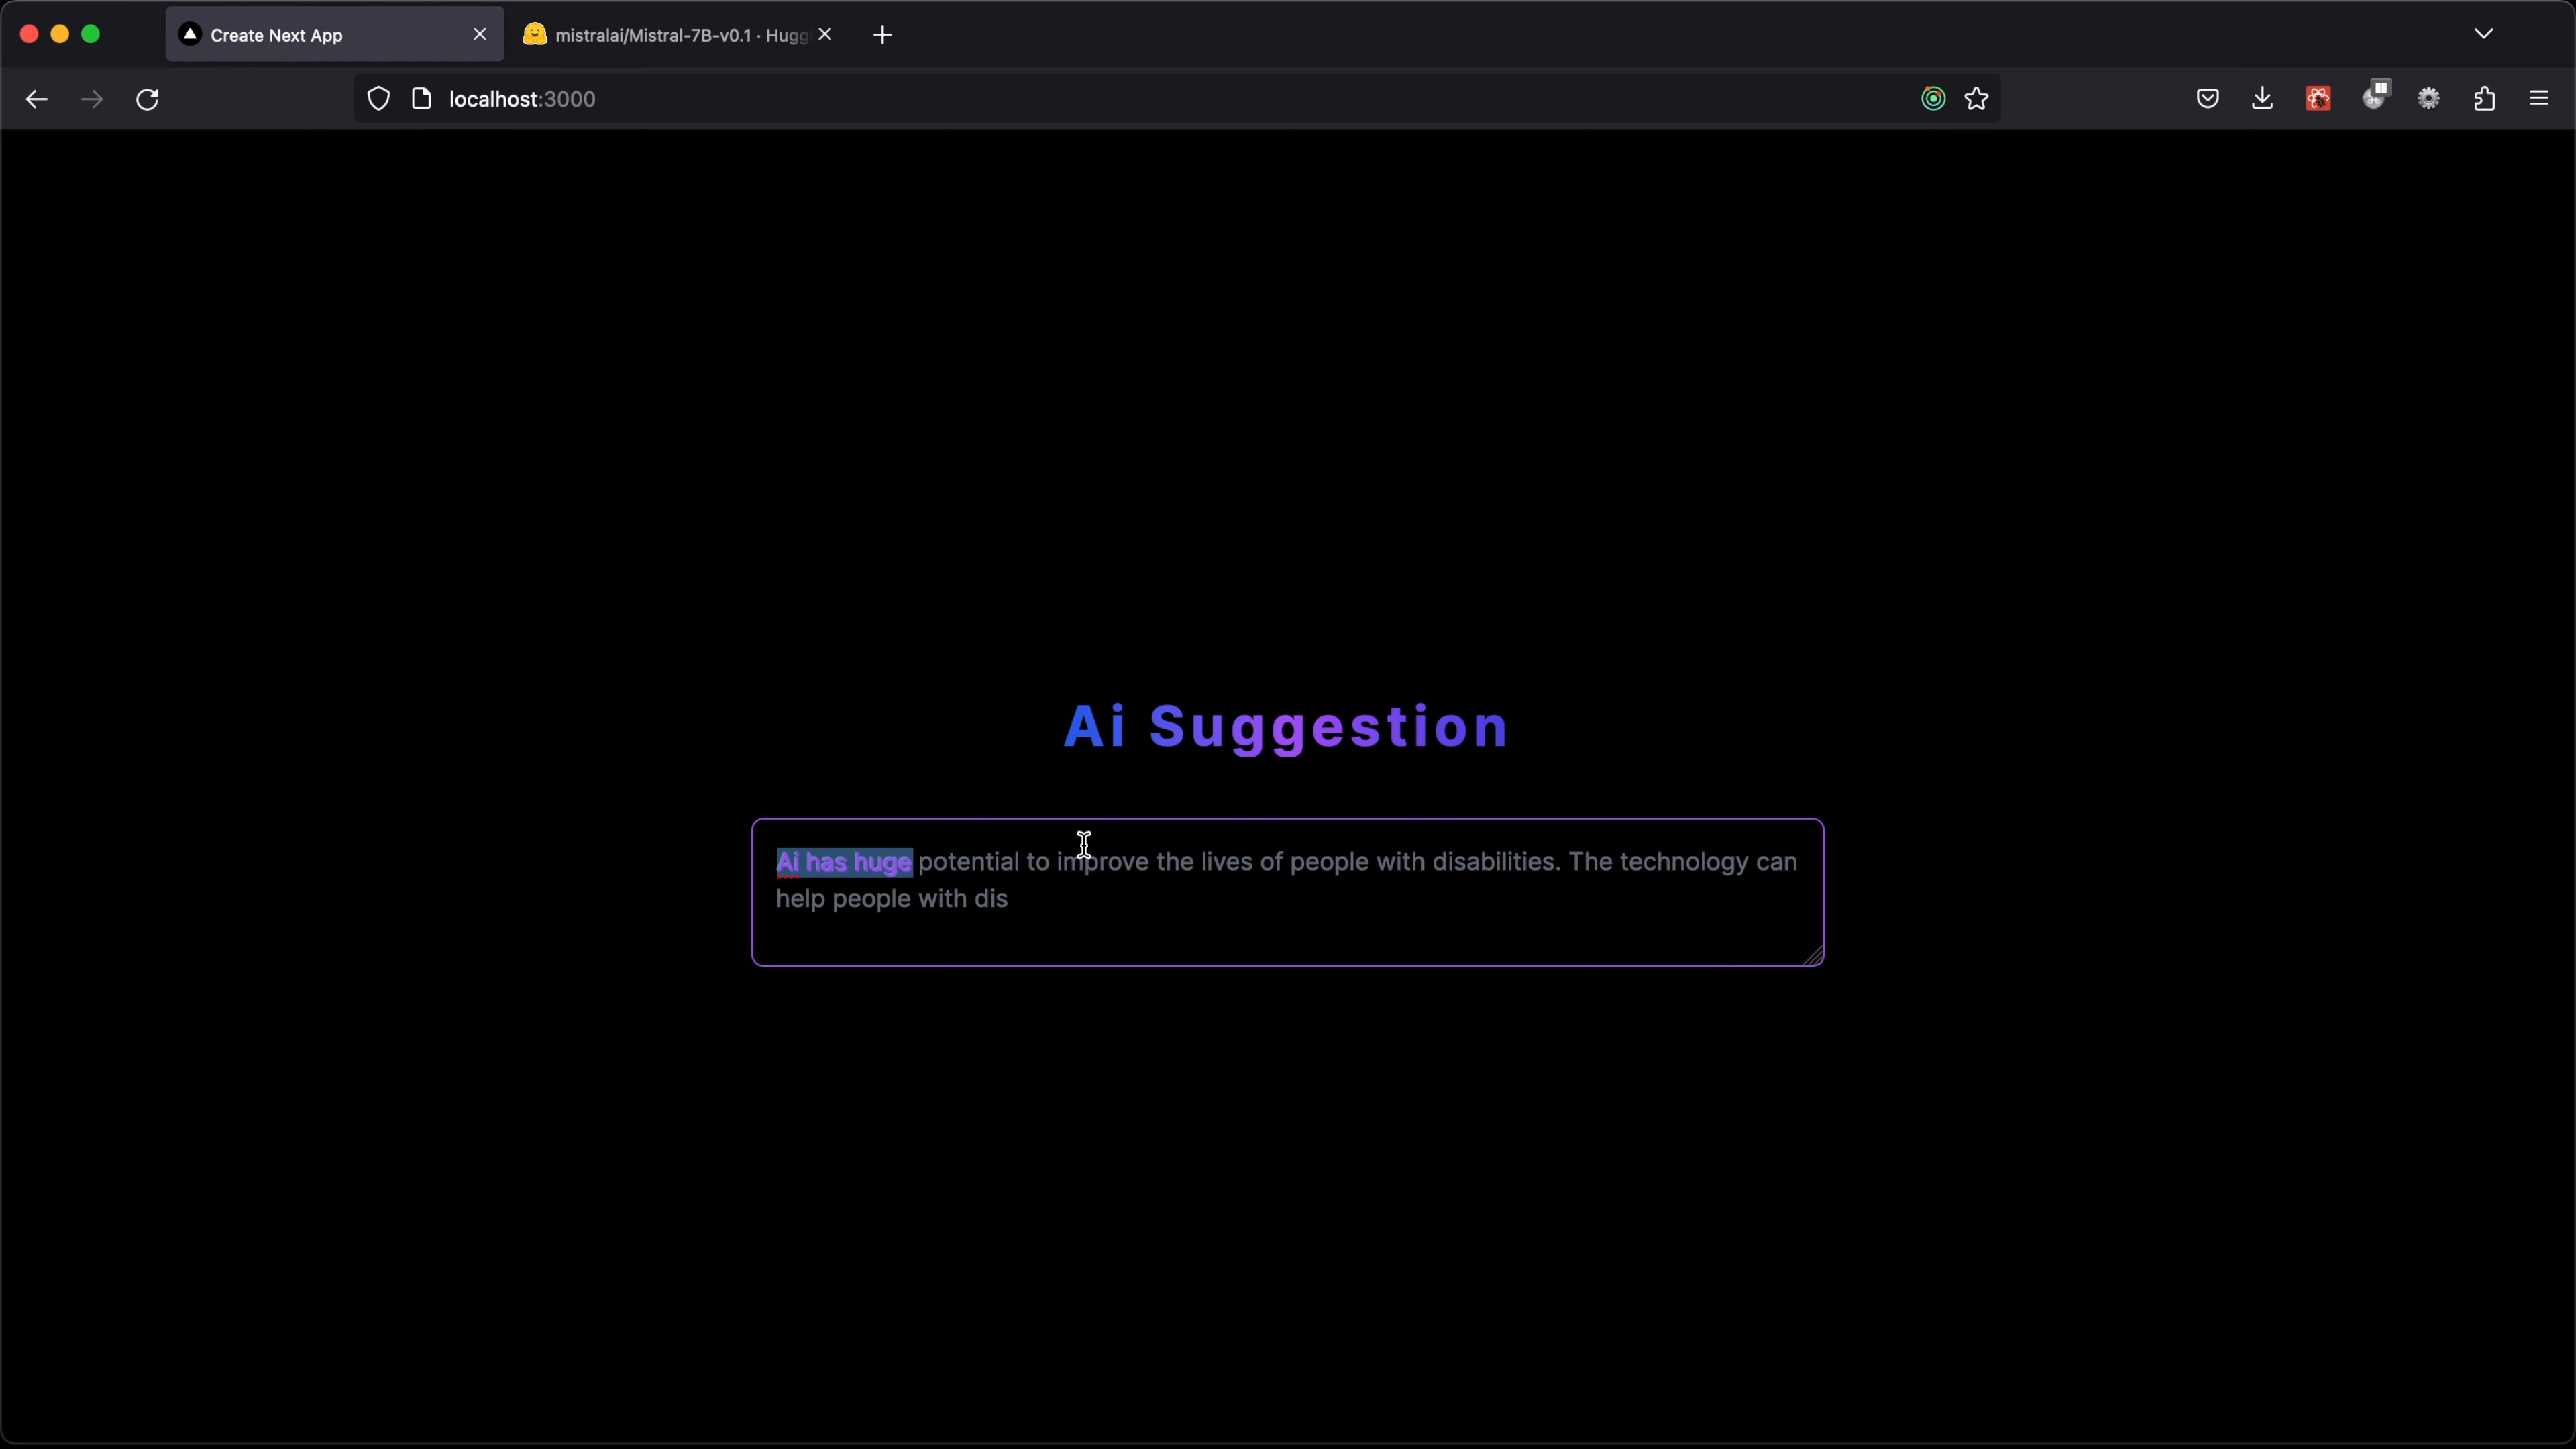 Create Next App
mistralai/Mistral-7B-v0.1 · Hugg
localhost:3000
Ai Suggestion
Ai has huge potential to improve the lives of people with disabilities. The technology can
help people with dis